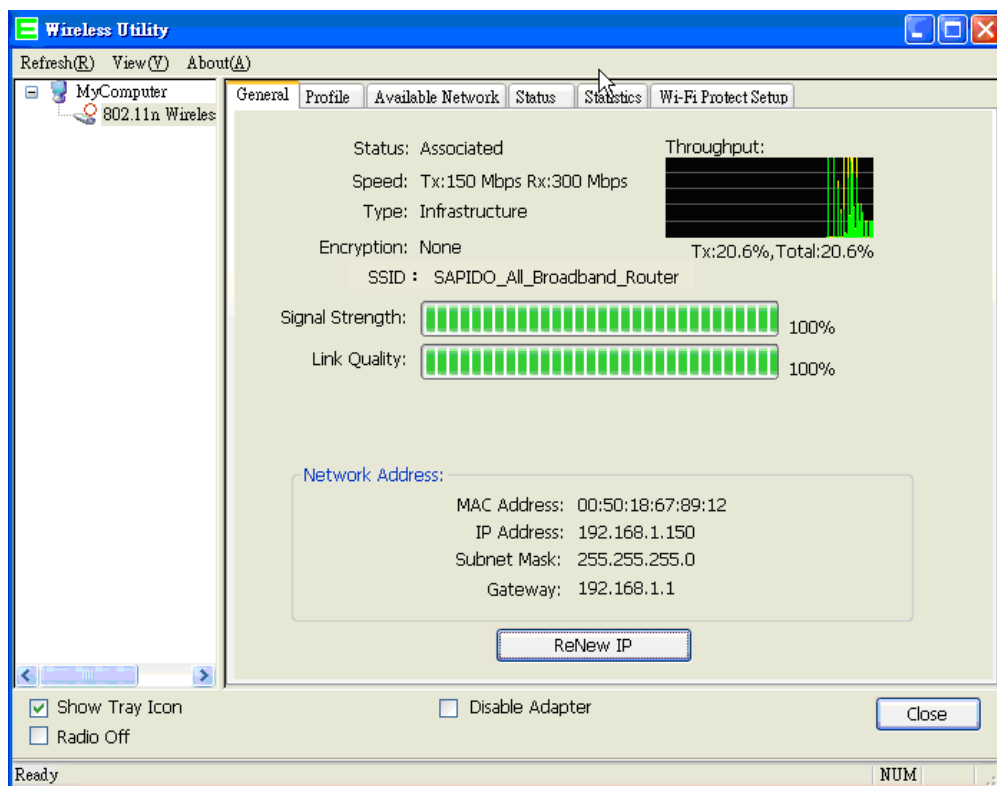 Wireless Utility
Refresh(R) View(V) About(A)
MyComputer
802.11n Wireles
General Profile Available Network Status Statistics Wi-Fi Protect Setup
Status: Associated
Speed: Tx:150 Mbps Rx:300 Mbps
Type: Infrastructure
Encryption: None
SSID : SAPIDO_All_Broadband_Router
Throughput:
Tx:20.6%,Total:20.6%
Signal Strength: 100%
Link Quality: 100%
Network Address:
MAC Address: 00:50:18:67:89:12
IP Address: 192.168.1.150
Subnet Mask: 255.255.255.0
Gateway: 192.168.1.1
ReNew IP
Show Tray Icon
Disable Adapter
Radio Off
Close
Ready
NUM